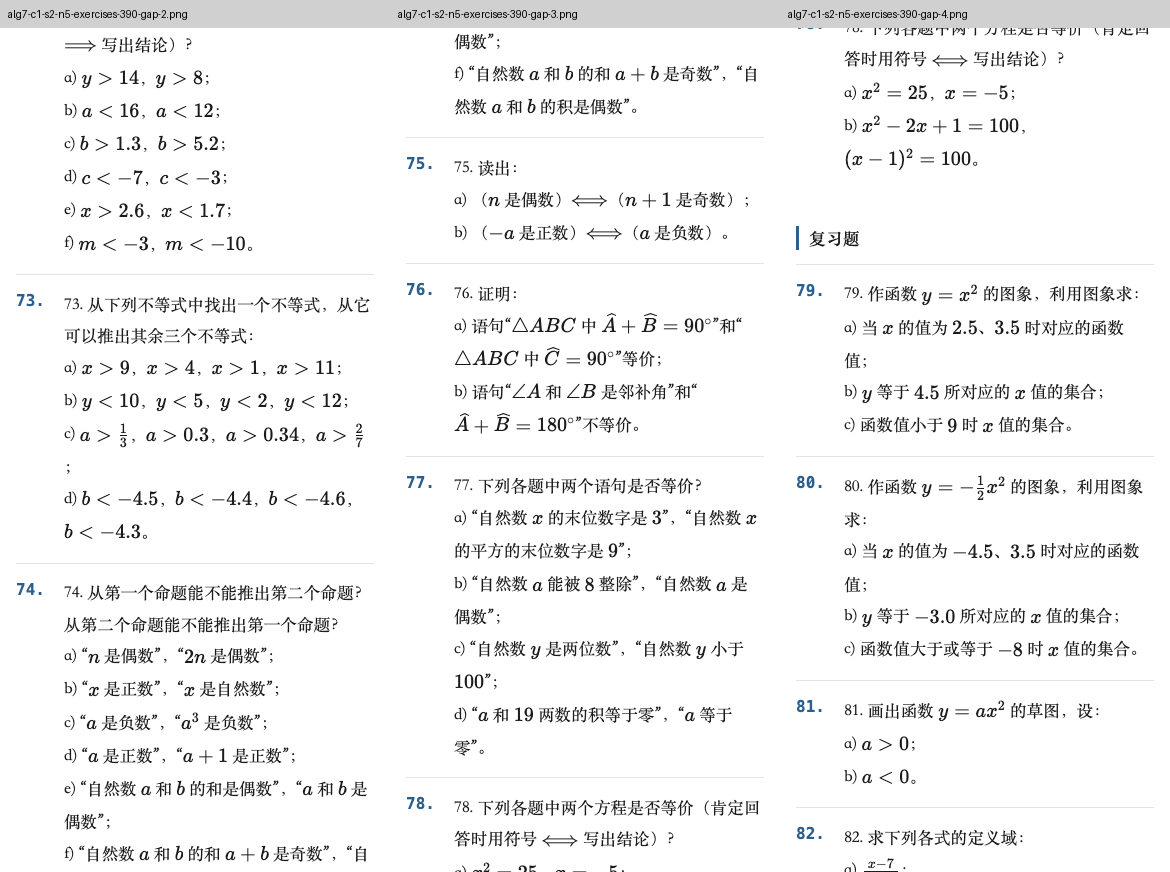 alg7-c1-s2-n5-exercises-390-gap-2.png
⟹ 写出结论）?
a) y > 14, y > 8;
b) a < 16, a < 12;
c) b > 1.3, b > 5.2;
d) c < −7, c < −3;
e) x > 2.6, x < 1.7;
f) m < −3, m < −10。
73. 73. 从下列不等式中找出一个不等式，从它
可以推出其余三个不等式：
a) x > 9, x > 4, x > 1, x > 11;
b) y < 10, y < 5, y < 2, y < 12;
c) a > 1/3, a > 0.3, a > 0.34, a > 2/7
;
d) b < −4.5, b < −4.4, b < −4.6,
b < −4.3。
74. 74. 从第一个命题能不能推出第二个命题?
从第二个命题能不能推出第一个命题?
a) “n 是偶数”, “2n 是偶数”;
b) “x 是正数”, “x 是自然数”;
c) “a 是负数”, “a³ 是负数”;
d) “a 是正数”, “a + 1 是正数”;
e) “自然数 a 和 b 的和是偶数”, “a 和 b 是
偶数”;
f) “自然数 a 和 b 的和 a + b 是奇数”, “自
alg7-c1-s2-n5-exercises-390-gap-3.png
偶数”;
f) “自然数 a 和 b 的和 a + b 是奇数”, “自
然数 a 和 b 的积是偶数”。
75. 75. 读出：
a) （n 是偶数）⟺（n + 1 是奇数）;
b) （−a 是正数）⟺（a 是负数）。
76. 76. 证明：
a) 语句“△ABC 中 Â + B̂ = 90°”和“
△ABC 中 Ĉ = 90°”等价;
b) 语句“∠A 和 ∠B 是邻补角”和“
Â + B̂ = 180°”不等价。
77. 77. 下列各题中两个语句是否等价?
a) “自然数 x 的末位数字是 3”, “自然数 x
的平方的末位数字是 9”;
b) “自然数 a 能被 8 整除”, “自然数 a 是
偶数”;
c) “自然数 y 是两位数”, “自然数 y 小于
100”;
d) “a 和 19 两数的积等于零”, “a 等于
零”。
78. 78. 下列各题中两个方程是否等价（肯定回
答时用符号 ⟺ 写出结论）?
a) x² = 25, x = −5;
alg7-c1-s2-n5-exercises-390-gap-4.png
78. 下列各题中两个方程是否等价（肯定回
答时用符号 ⟺ 写出结论）?
a) x² = 25, x = −5;
b) x² − 2x + 1 = 100,
(x − 1)² = 100。
复习题
79. 79. 作函数 y = x² 的图象，利用图象求：
a) 当 x 的值为 2.5、3.5 时对应的函数
值;
b) y 等于 4.5 所对应的 x 值的集合;
c) 函数值小于 9 时 x 值的集合。
80. 80. 作函数 y = −1/2x² 的图象，利用图象
求：
a) 当 x 的值为 −4.5、3.5 时对应的函数
值;
b) y 等于 −3.0 所对应的 x 值的集合;
c) 函数值大于或等于 −8 时 x 值的集合。
81. 81. 画出函数 y = ax² 的草图，设：
a) a > 0;
b) a < 0。
82. 82. 求下列各式的定义域：
a) x−7 ;